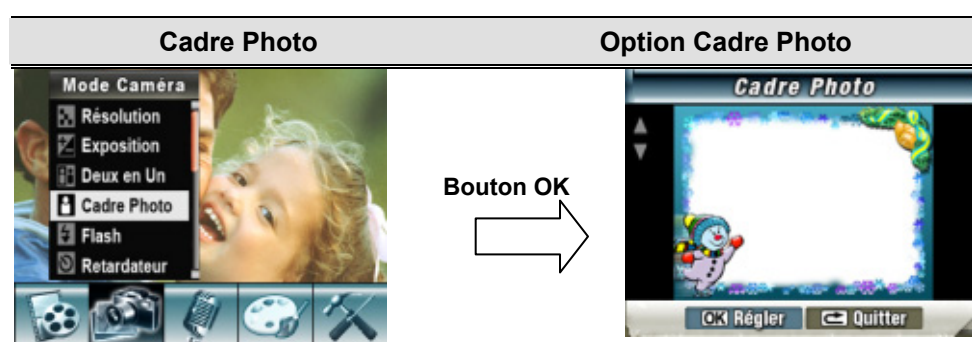 Cadre Photo
Option Cadre Photo
Mode Caméra
Résolution
Exposition
Deux en Un
Cadre Photo
Flash
Retardateur
Bouton OK
Cadre Photo
OK Régler
Quitter